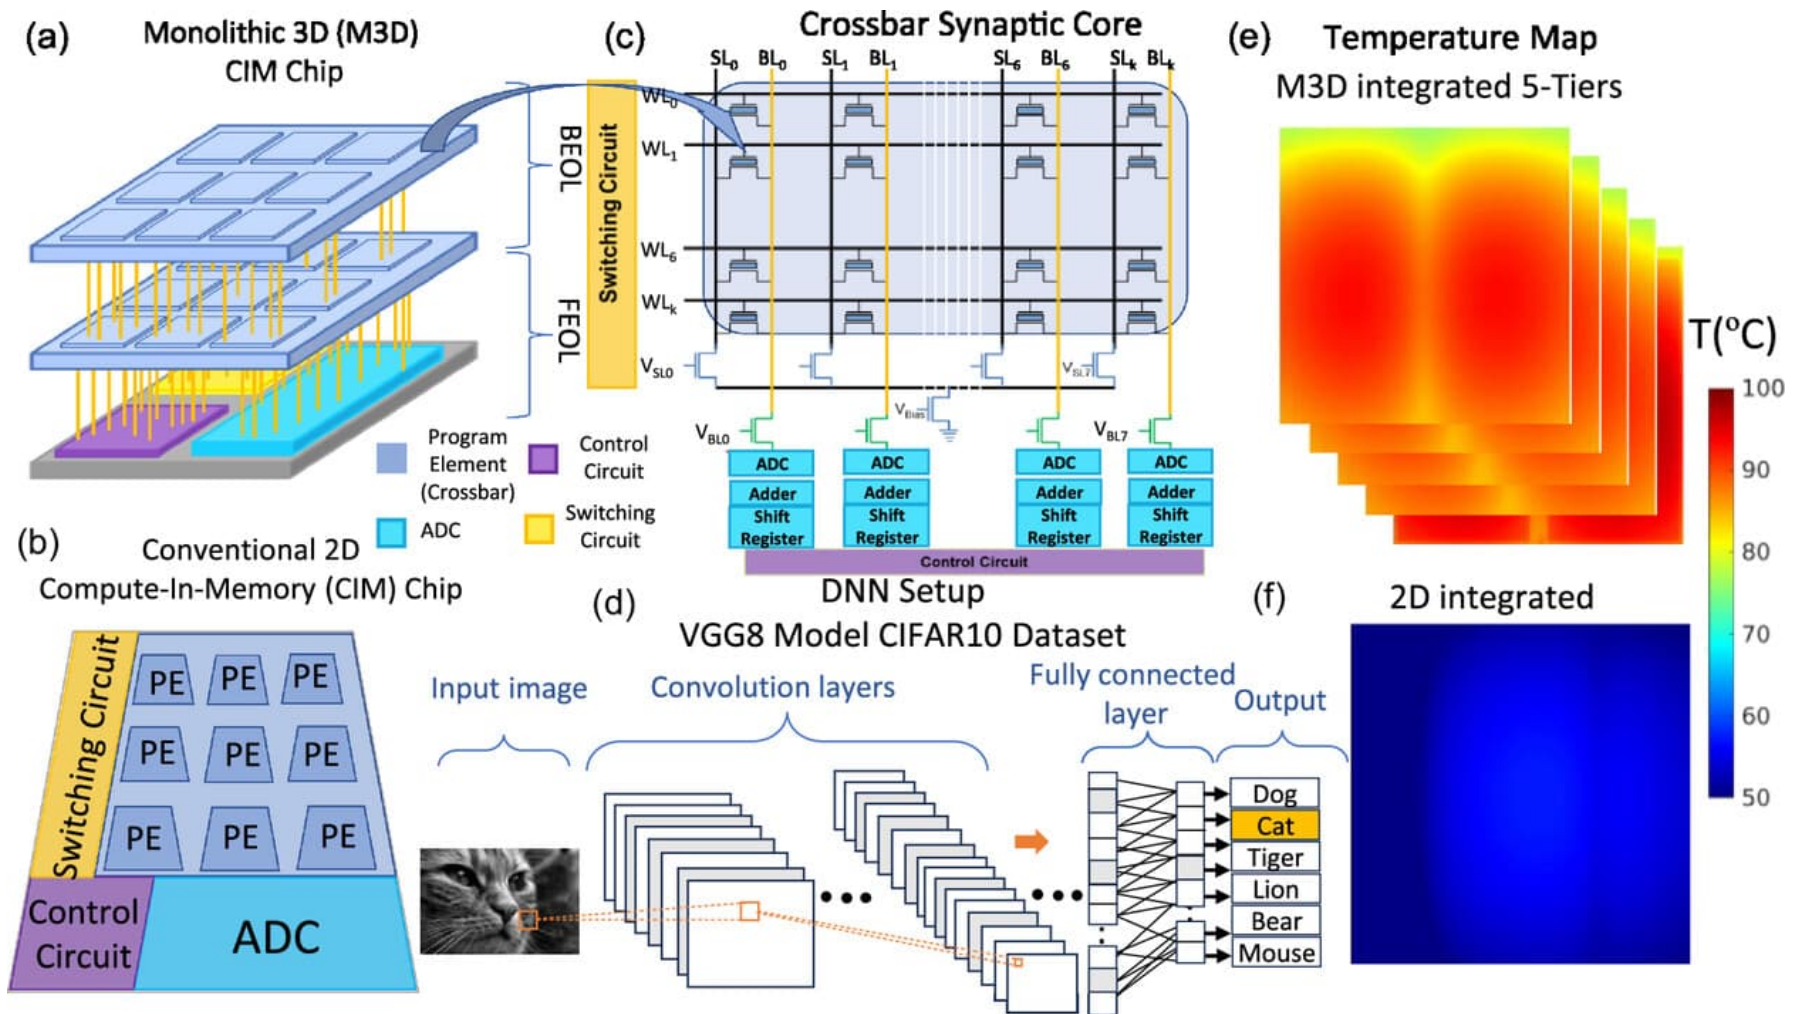 (a)
Monolithic 3D (M3D)
CIM Chip
BEOL
FEOL
Program
Element
(Crossbar)
Control
Circuit
ADC
Switching
Circuit
(b)
Conventional 2D
Compute-In-Memory (CIM) Chip
Switching Circuit
PE PE PE
PE PE PE
PE PE PE
Control
Circuit
ADC
(c)
Crossbar Synaptic Core
SL0 BL0 SL1 BL1 SL6 BL6 SLk BLk
Switching Circuit
WL0
WL1
WL6
WLk
VSL0
VSL7
VBias
VBL0
VBL7
ADC ADC ADC ADC
Adder Adder Adder Adder
Shift Shift Shift Shift
Register Register Register Register
Control Circuit
(d)
DNN Setup
VGG8 Model CIFAR10 Dataset
Input image
Convolution layers
Fully connected
layer
Output
Dog
Cat
Tiger
Lion
Bear
Mouse
(e)
Temperature Map
M3D integrated 5-Tiers
T(ºC)
100
90
80
70
60
50
(f)
2D integrated